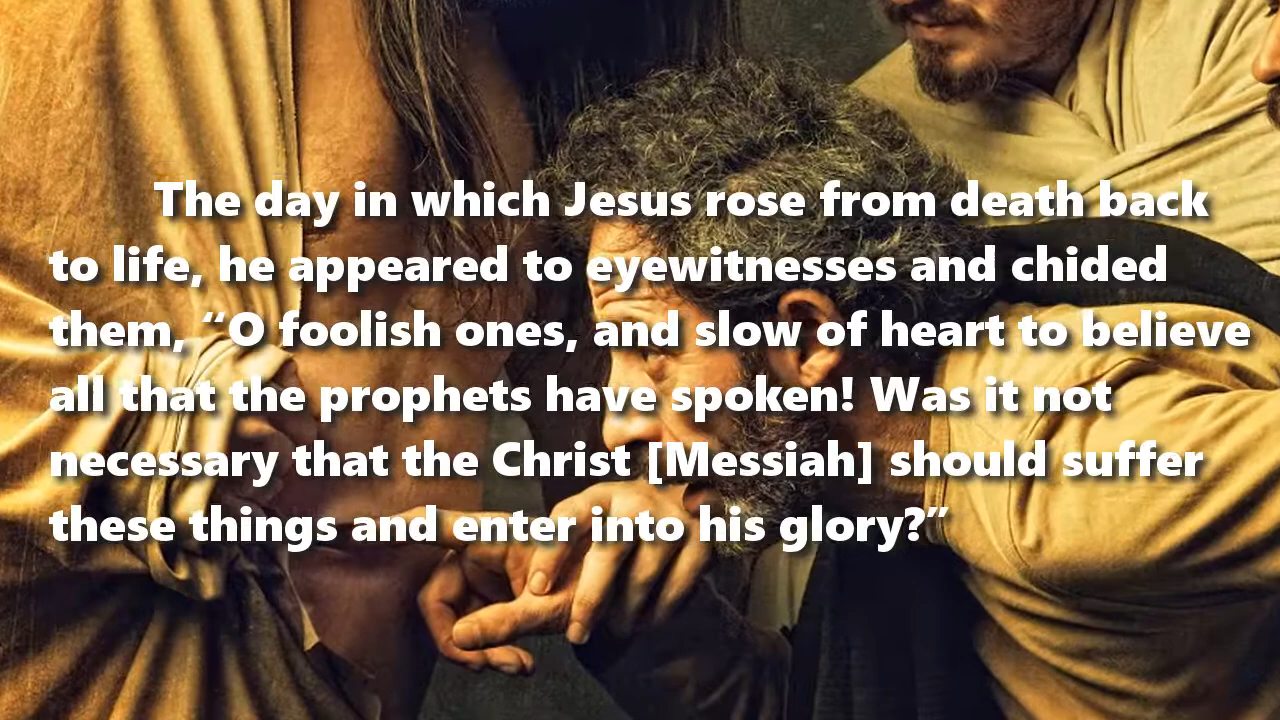 The day in which Jesus rose from death back
to life, he appeared to eyewitnesses and chided
them, “O foolish ones, and slow of heart to believe
all that the prophets have spoken! Was it not
necessary that the Christ [Messiah] should suffer
these things and enter into his glory?”